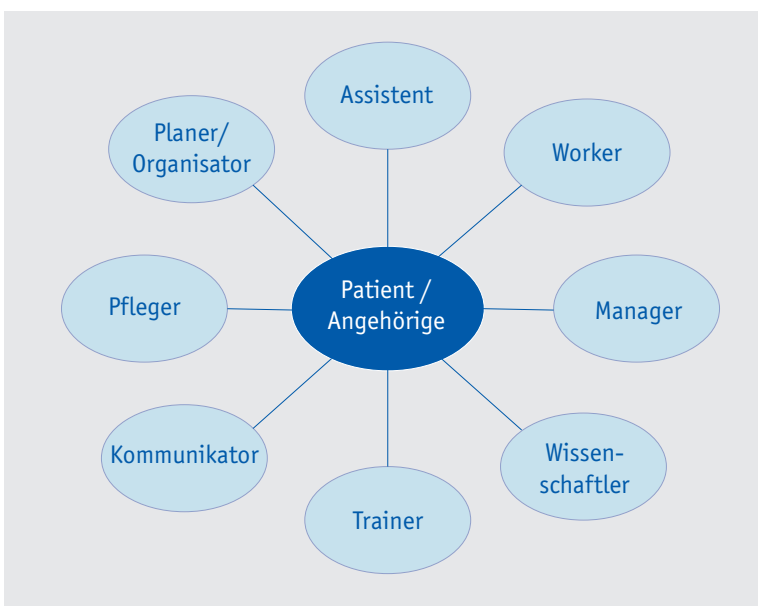 Assistent
Planer/
Organisator
Worker
Pfleger
Patient /
Angehörige
Manager
Kommunikator
Wissen-
schaftler
Trainer